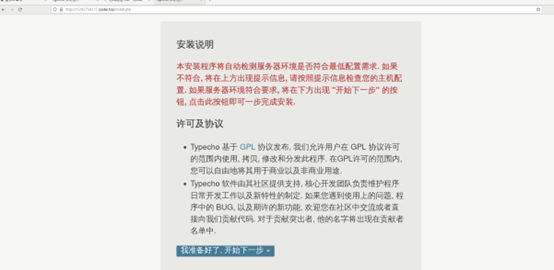 安装说明
本安装程序将自动检测服务器环境是否符合最低配置需求. 如果
不符合, 将在上方出现提示信息, 请按照提示信息检查您的主机配
置. 如果服务器环境符合要求, 将在下方出现 "开始下一步" 的按
钮, 点击此按钮即可一步完成安装.
许可及协议
Typecho 基于 GPL 协议发布, 我们允许用户在 GPL 协议许可
的范围内使用, 拷贝, 修改和分发此程序. 在GPL许可的范围内,
您可以自由地将其用于商业以及非商业用途.
Typecho 软件由其社区提供支持, 核心开发团队负责维护程序
日常开发工作以及新特性的制定. 如果您遇到使用上的问题, 程
序中的 BUG, 以及期许的新功能, 欢迎您在社区中交流或者直
接向我们贡献代码. 对于贡献突出者, 他的名字将出现在贡献者
名单中.
我准备好了, 开始下一步 »